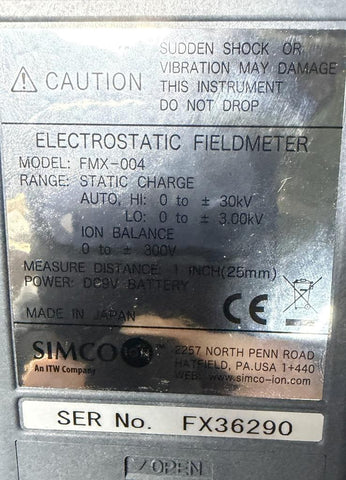 SUDDEN SHOCK OR
VIBRATION MAY DAMAGE
CAUTION THIS INSTRUMENT
DO NOT DROP
ELECTROSTATIC FIELDMETER
MODEL: FMX-004
RANGE: STATIC CHARGE
AUTO, HI: 0 to ± 30kV
LO: 0 to ± 3.00kV
ION BALANCE
0 to ± 300V
MEASURE DISTANCE: 1 INCH(25mm)
POWER: DC9V BATTERY
MADE IN JAPAN
CE
SIMCO ION ™
An ITW Company
2257 NORTH PENN ROAD
HATFIELD, PA.USA 1+440
WEB: www.simco-ion.com
SER No. FX36290
OPEN